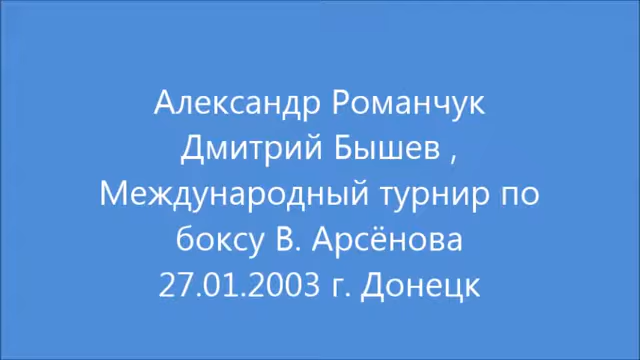 Александр Романчук
Дмитрий Бышев ,
Международный турнир по
боксу В. Арсёнова
27.01.2003 г. Донецк